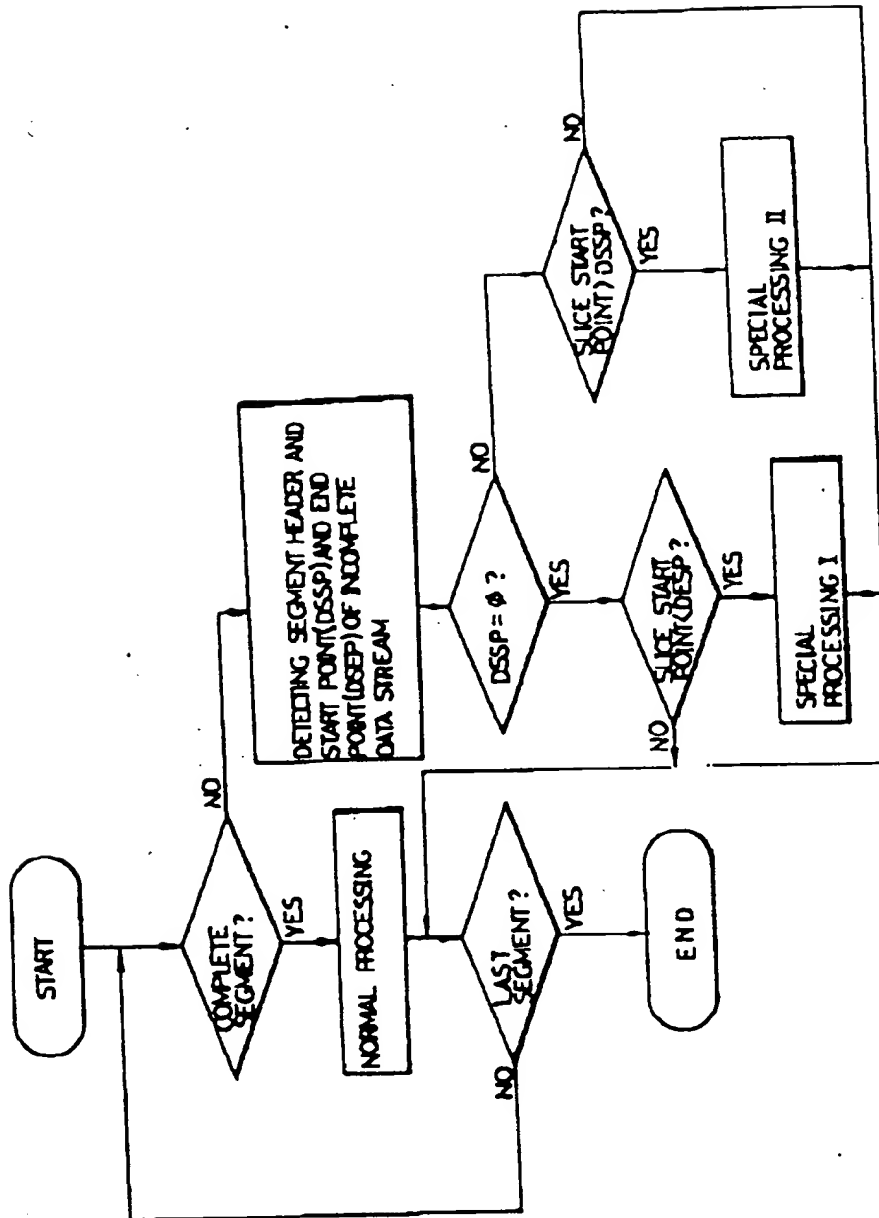 START
COMPLETE
SEGMENT?
NO
YES
NORMAL PROCESSING
LAST
SEGMENT?
NO
YES
END
DETECTING SEGMENT HEADER AND
START POINT(DSSP) AND END
POINT(DSEP) OF INCOMPLETE
DATA STREAM
DSSP = ø ?
NO
YES
SLICE START
POINT(DESP?
NO
YES
SPECIAL
PROCESSING I
SLICE START
POINT) DSSP?
NO
YES
SPECIAL
PROCESSING II